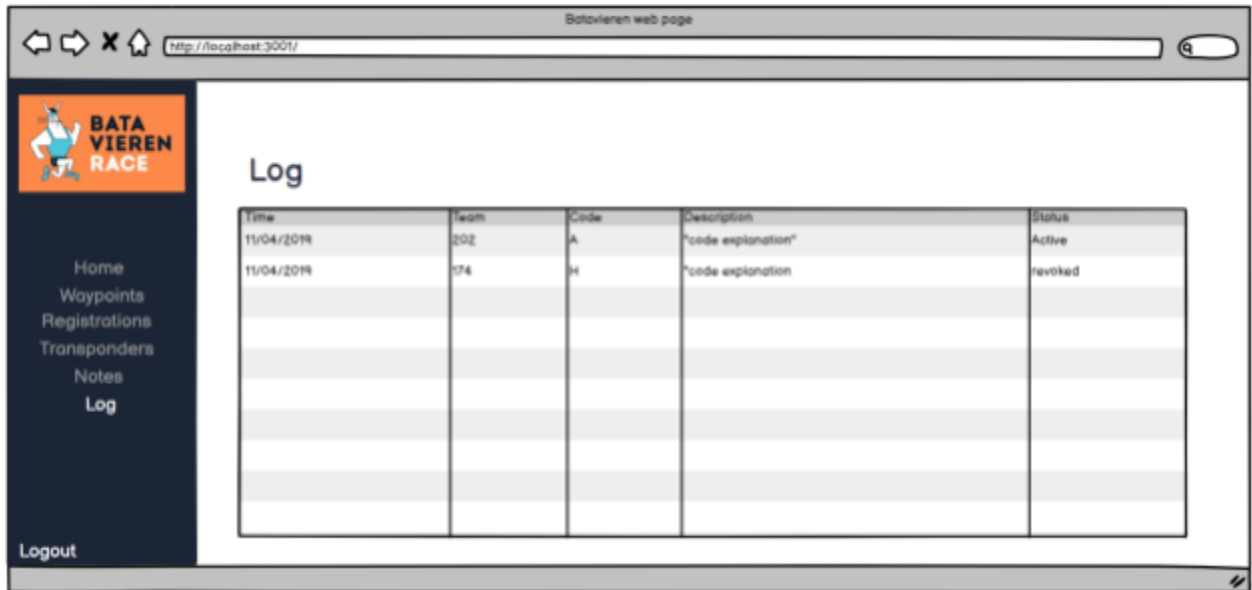 Batavieren web page
http://localhost:3001/
BATA
VIEREN
RACE
Home
Waypoints
Registrations
Transponders
Notes
Log
Logout
Log
Time Team Code Description Status
11/04/2019 202 A "code explanation" Active
11/04/2019 174 H "code explanation revoked